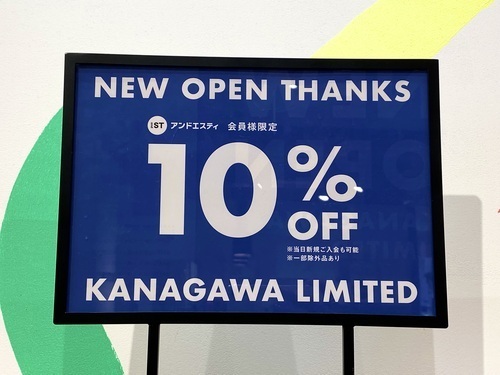 NEW OPEN THANKS
&ST アンドエスティ 会員様限定
10%
OFF
※当日新規ご入会も可能
※一部除外品あり
KANAGAWA LIMITED